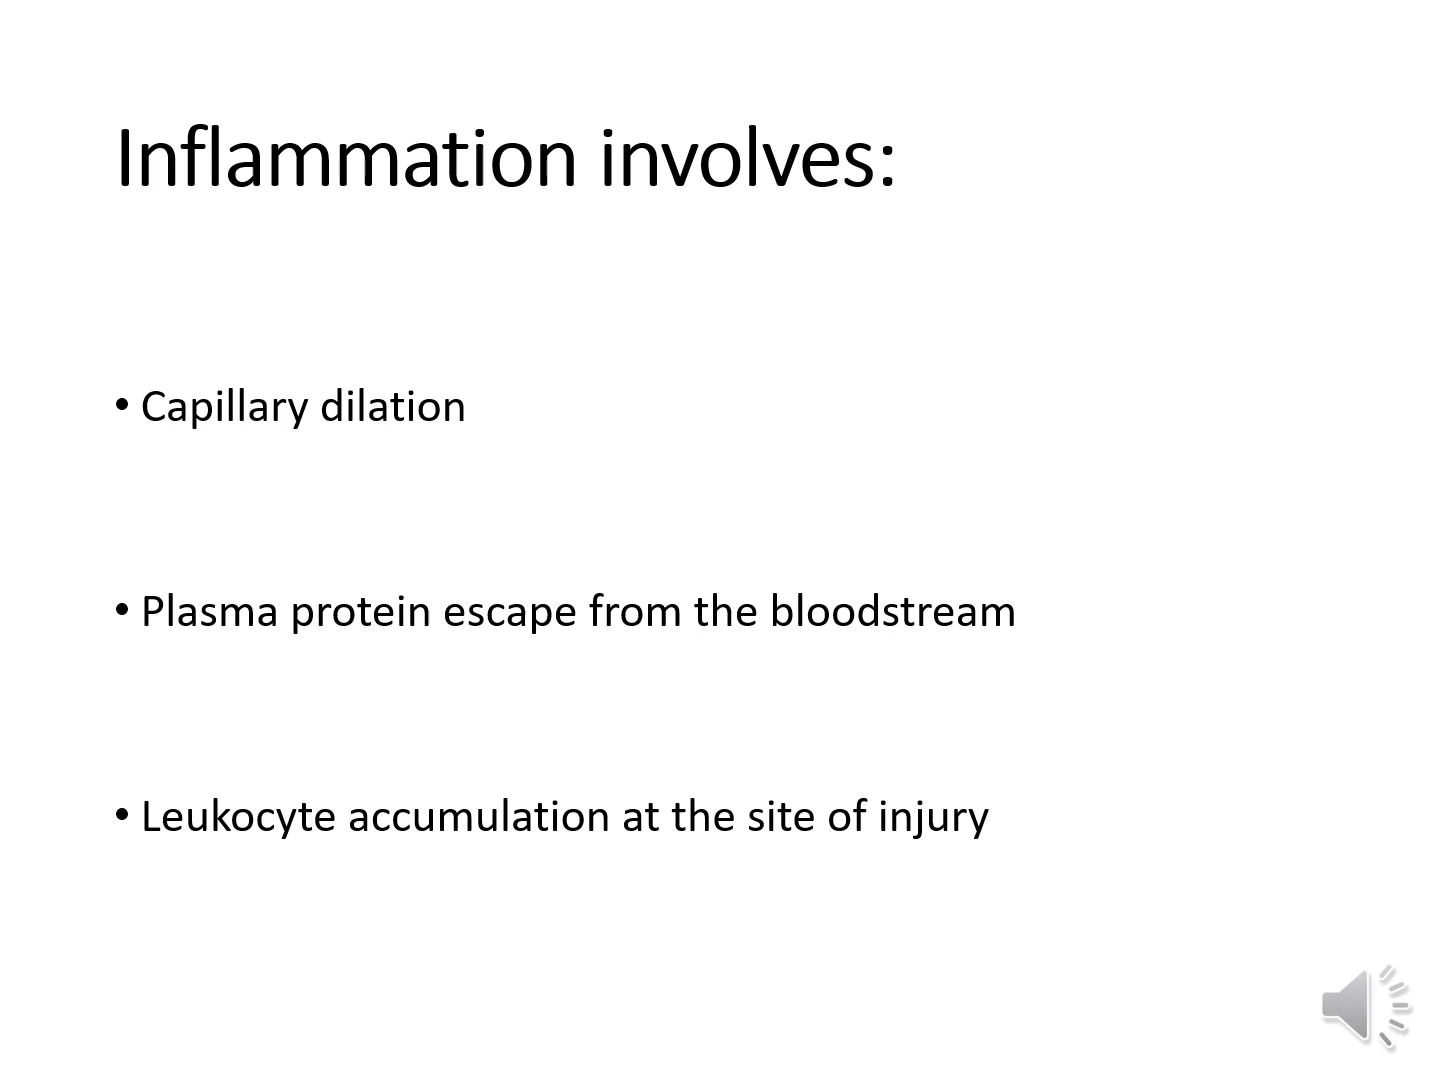 Inflammation involves:
• Capillary dilation
• Plasma protein escape from the bloodstream
• Leukocyte accumulation at the site of injury